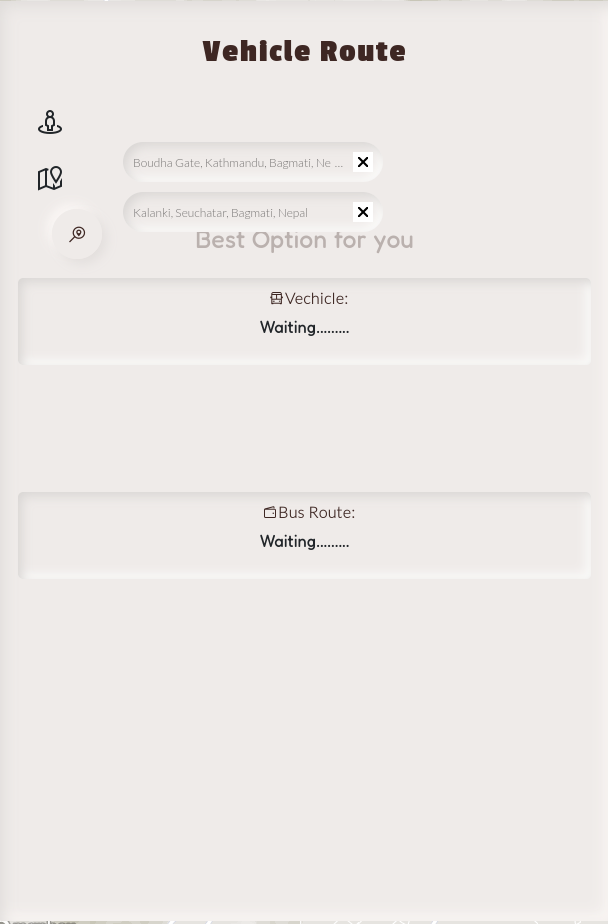 Vehicle Route
Boudha Gate, Kathmandu, Bagmati, Ne ...
Kalanki, Seuchatar, Bagmati, Nepal
Best Option for you
Vechicle:
Waiting.........
Bus Route:
Waiting.........